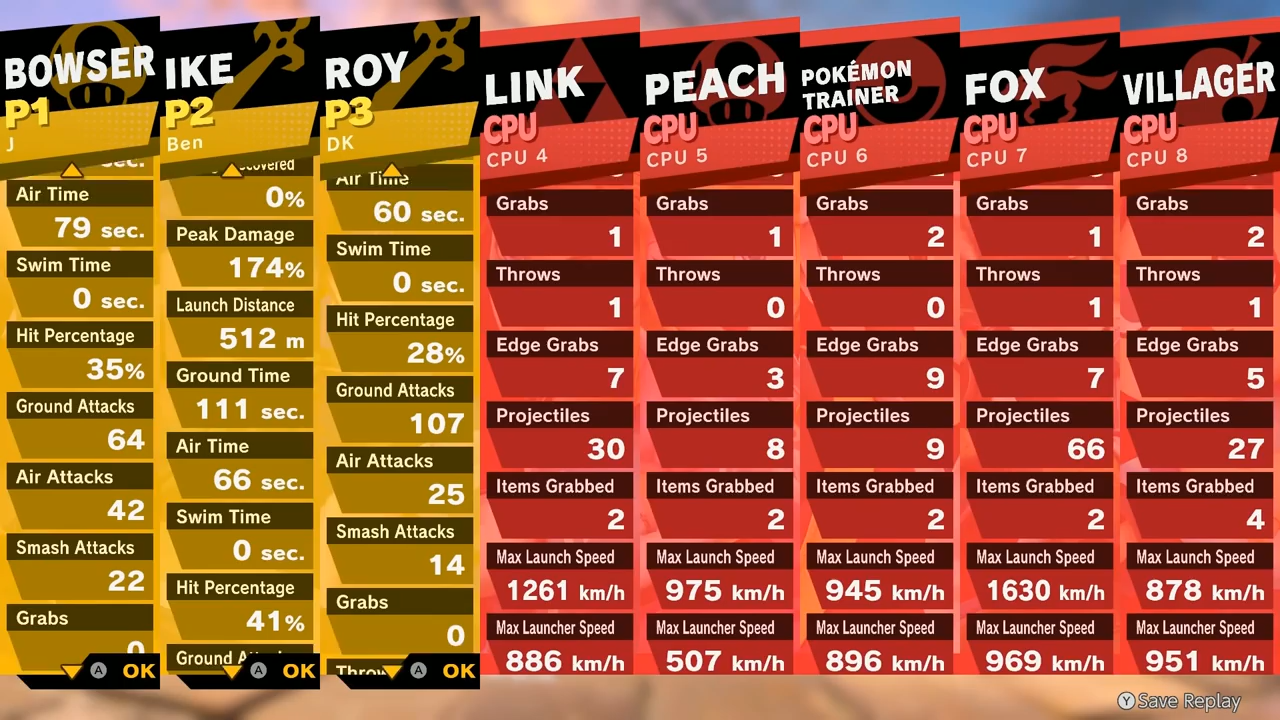 BOWSER
P1
J
sec.
Air Time
79 sec.
Swim Time
0 sec.
Hit Percentage
35%
Ground Attacks
64
Air Attacks
42
Smash Attacks
22
Grabs
0
A OK
IKE
P2
Ben
0%
Peak Damage
174%
Launch Distance
512 m
Ground Time
111 sec.
Air Time
66 sec.
Swim Time
0 sec.
Hit Percentage
41%
Ground
A OK
ROY
P3
DK
Air Time
60 sec.
Swim Time
0 sec.
Hit Percentage
28%
Ground Attacks
107
Air Attacks
25
Smash Attacks
14
Grabs
0
A OK
LINK
CPU
CPU 4
Grabs
1
Throws
1
Edge Grabs
7
Projectiles
30
Items Grabbed
2
Max Launch Speed
1261 km/h
Max Launcher Speed
886 km/h
PEACH
CPU
CPU 5
Grabs
1
Throws
0
Edge Grabs
3
Projectiles
8
Items Grabbed
2
Max Launch Speed
975 km/h
Max Launcher Speed
507 km/h
POKÉMON
TRAINER
CPU
CPU 6
Grabs
2
Throws
0
Edge Grabs
9
Projectiles
9
Items Grabbed
2
Max Launch Speed
945 km/h
Max Launcher Speed
896 km/h
FOX
CPU
CPU 7
Grabs
1
Throws
1
Edge Grabs
7
Projectiles
66
Items Grabbed
2
Max Launch Speed
1630 km/h
Max Launcher Speed
969 km/h
VILLAGER
CPU
CPU 8
Grabs
2
Throws
1
Edge Grabs
5
Projectiles
27
Items Grabbed
4
Max Launch Speed
878 km/h
Max Launcher Speed
951 km/h
Y Save Replay